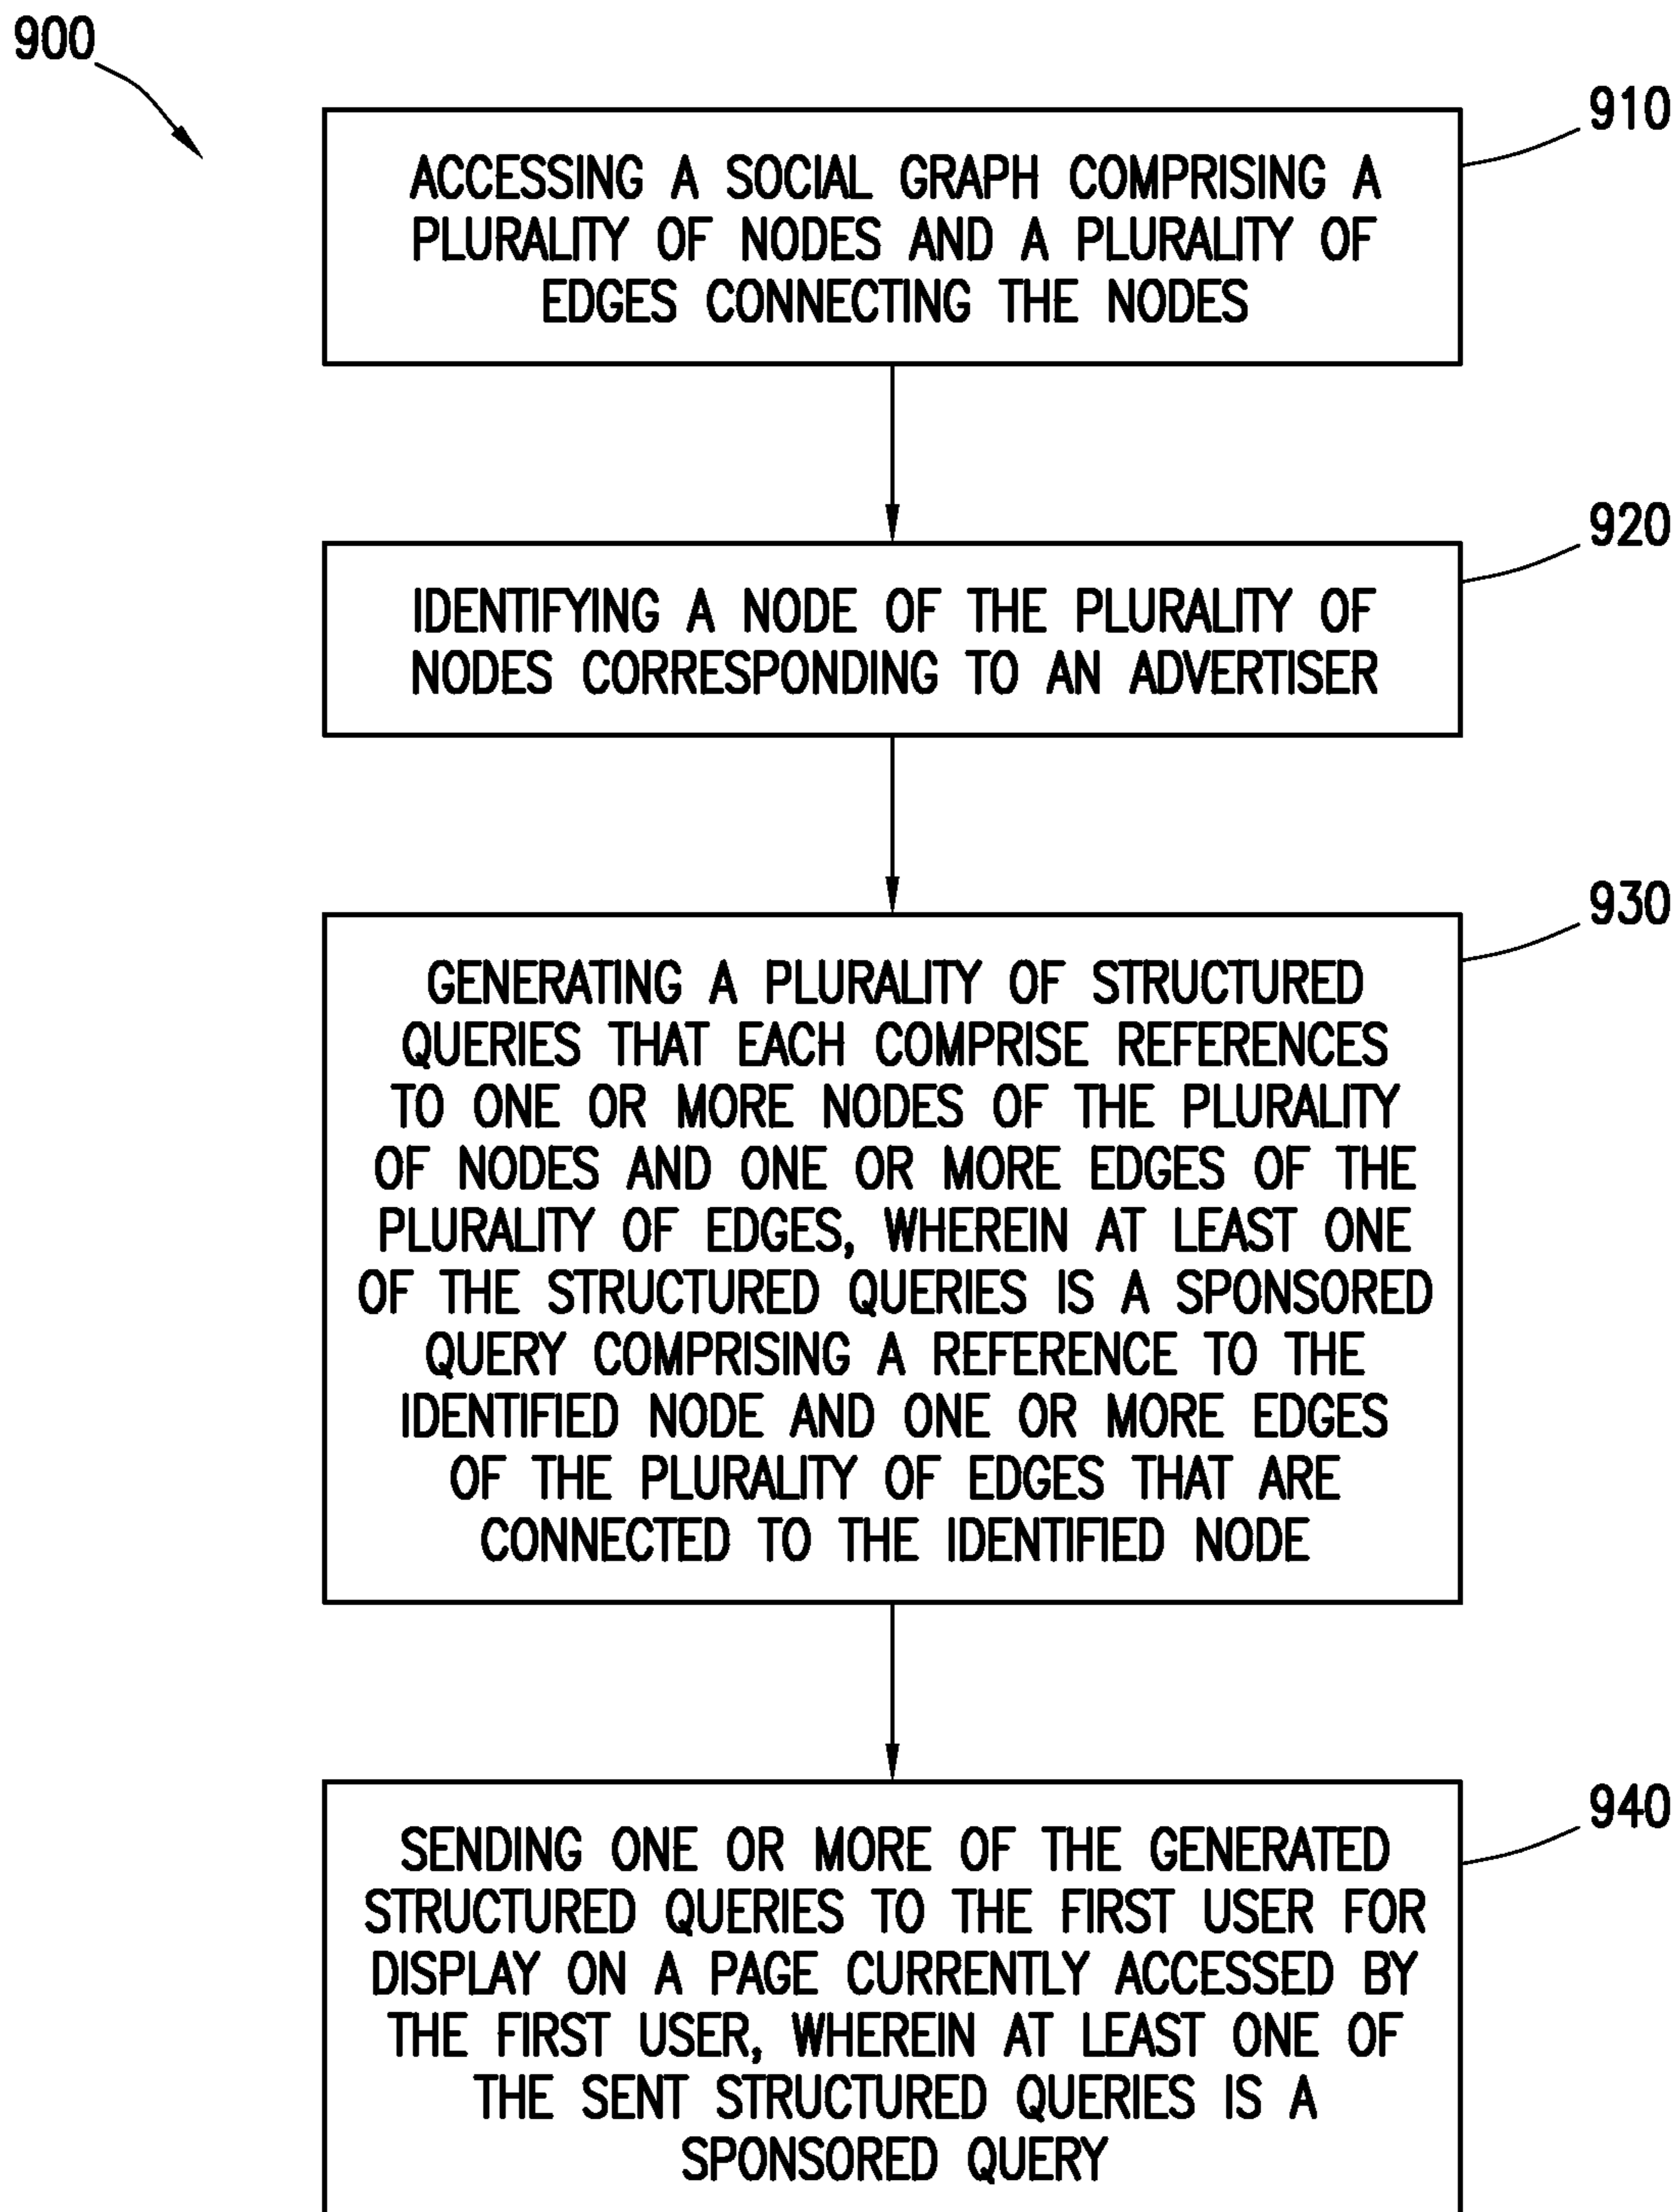 900
910
ACCESSING A SOCIAL GRAPH COMPRISING A
PLURALITY OF NODES AND A PLURALITY OF
EDGES CONNECTING THE NODES
920
IDENTIFYING A NODE OF THE PLURALITY OF
NODES CORRESPONDING TO AN ADVERTISER
930
GENERATING A PLURALITY OF STRUCTURED
QUERIES THAT EACH COMPRISE REFERENCES
TO ONE OR MORE NODES OF THE PLURALITY
OF NODES AND ONE OR MORE EDGES OF THE
PLURALITY OF EDGES, WHEREIN AT LEAST ONE
OF THE STRUCTURED QUERIES IS A SPONSORED
QUERY COMPRISING A REFERENCE TO THE
IDENTIFIED NODE AND ONE OR MORE EDGES
OF THE PLURALITY OF EDGES THAT ARE
CONNECTED TO THE IDENTIFIED NODE
940
SENDING ONE OR MORE OF THE GENERATED
STRUCTURED QUERIES TO THE FIRST USER FOR
DISPLAY ON A PAGE CURRENTLY ACCESSED BY
THE FIRST USER, WHEREIN AT LEAST ONE OF
THE SENT STRUCTURED QUERIES IS A
SPONSORED QUERY